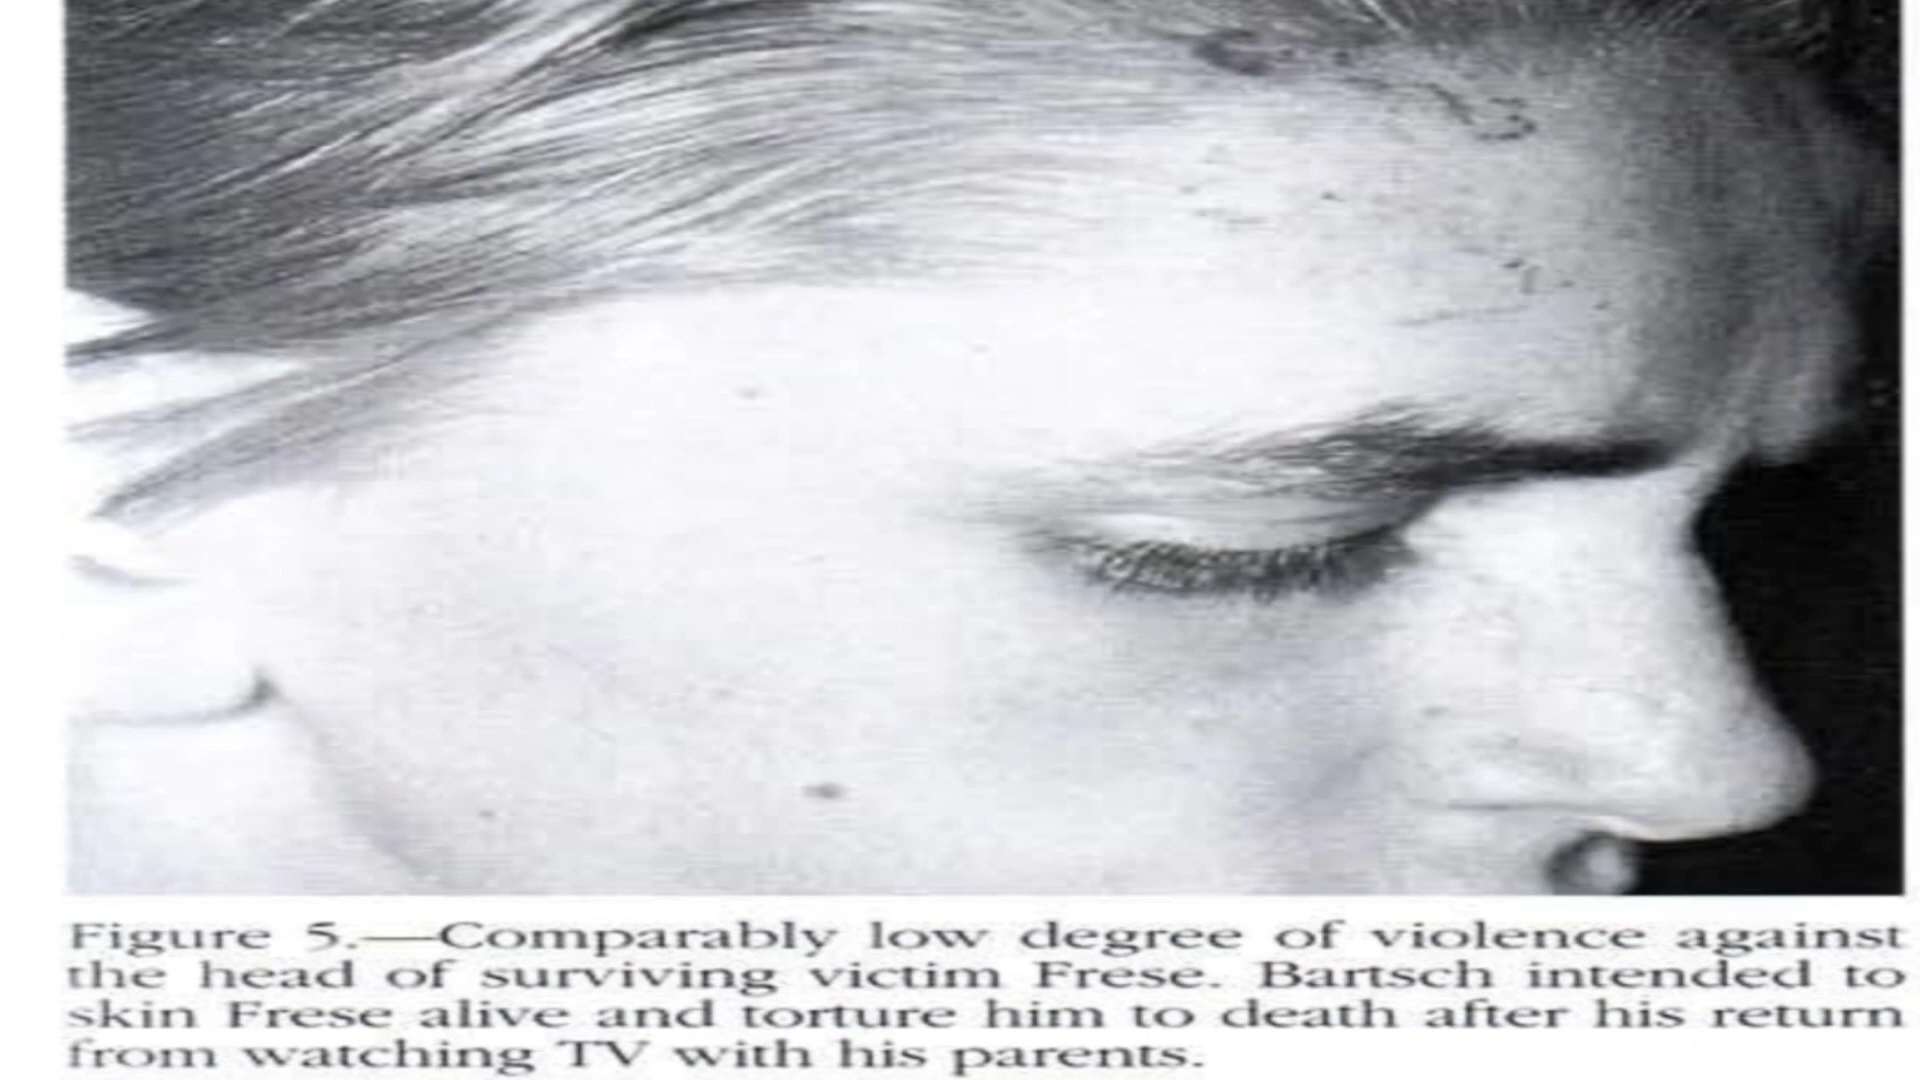 Figure 5.—Comparably low degree of violence against
the head of surviving victim Frese. Bartsch intended to
skin Frese alive and torture him to death after his return
from watching TV with his parents.